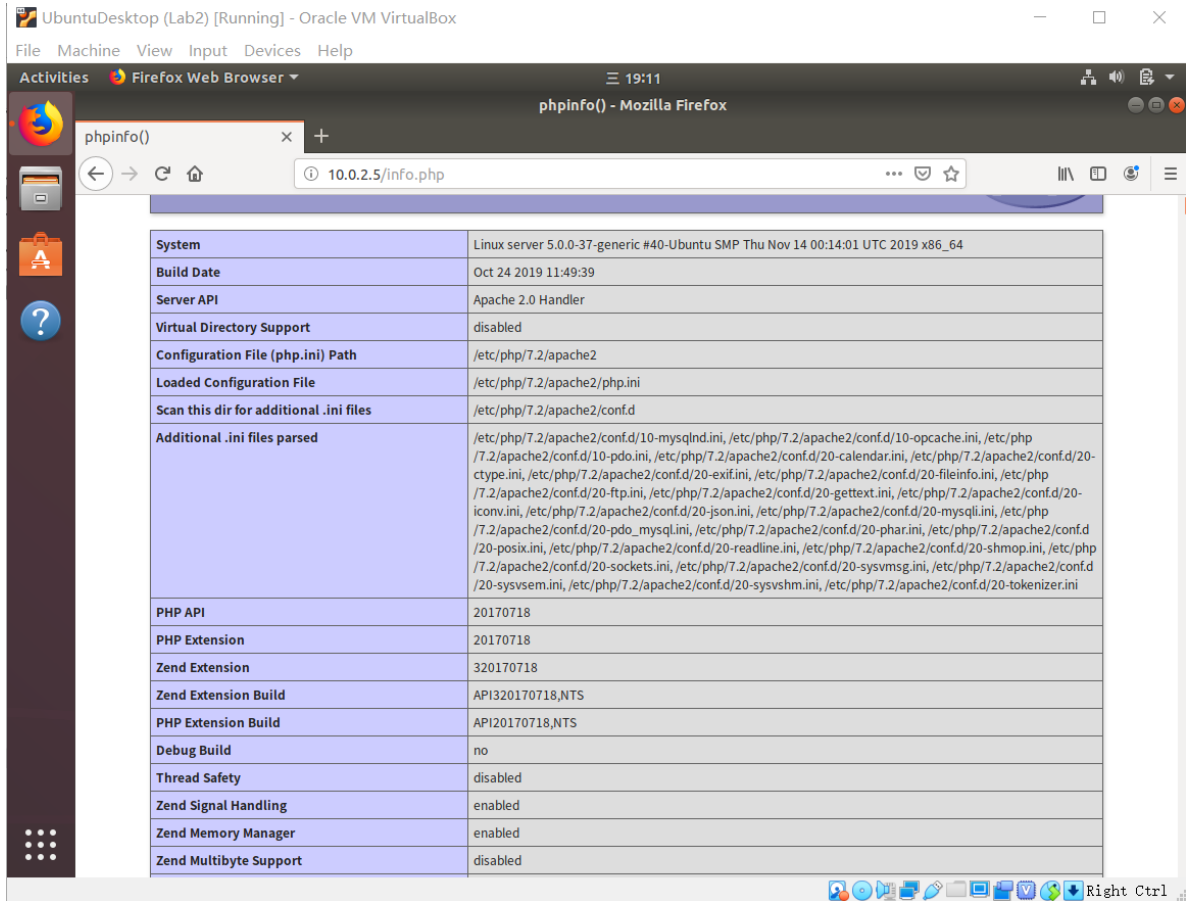 UbuntuDesktop (Lab2) [Running] - Oracle VM VirtualBox
File Machine View Input Devices Help
Activities Firefox Web Browser 三 19:11
phpinfo() - Mozilla Firefox
phpinfo()
10.0.2.5/info.php
System Linux server 5.0.0-37-generic #40-Ubuntu SMP Thu Nov 14 00:14:01 UTC 2019 x86_64
Build Date Oct 24 2019 11:49:39
Server API Apache 2.0 Handler
Virtual Directory Support disabled
Configuration File (php.ini) Path /etc/php/7.2/apache2
Loaded Configuration File /etc/php/7.2/apache2/php.ini
Scan this dir for additional .ini files /etc/php/7.2/apache2/conf.d
Additional .ini files parsed /etc/php/7.2/apache2/conf.d/10-mysqlnd.ini, /etc/php/7.2/apache2/conf.d/10-opcache.ini, /etc/php
/7.2/apache2/conf.d/10-pdo.ini, /etc/php/7.2/apache2/conf.d/20-calendar.ini, /etc/php/7.2/apache2/conf.d/20-
ctype.ini, /etc/php/7.2/apache2/conf.d/20-exif.ini, /etc/php/7.2/apache2/conf.d/20-fileinfo.ini, /etc/php
/7.2/apache2/conf.d/20-ftp.ini, /etc/php/7.2/apache2/conf.d/20-gettext.ini, /etc/php/7.2/apache2/conf.d/20-
iconv.ini, /etc/php/7.2/apache2/conf.d/20-json.ini, /etc/php/7.2/apache2/conf.d/20-mysqli.ini, /etc/php
/7.2/apache2/conf.d/20-pdo_mysql.ini, /etc/php/7.2/apache2/conf.d/20-phar.ini, /etc/php/7.2/apache2/conf.d
/20-posix.ini, /etc/php/7.2/apache2/conf.d/20-readline.ini, /etc/php/7.2/apache2/conf.d/20-shmop.ini, /etc/php
/7.2/apache2/conf.d/20-sockets.ini, /etc/php/7.2/apache2/conf.d/20-sysvmsg.ini, /etc/php/7.2/apache2/conf.d
/20-sysvsem.ini, /etc/php/7.2/apache2/conf.d/20-sysvshm.ini, /etc/php/7.2/apache2/conf.d/20-tokenizer.ini
PHP API 20170718
PHP Extension 20170718
Zend Extension 320170718
Zend Extension Build API320170718,NTS
PHP Extension Build API20170718,NTS
Debug Build no
Thread Safety disabled
Zend Signal Handling enabled
Zend Memory Manager enabled
Zend Multibyte Support disabled
Right Ctrl